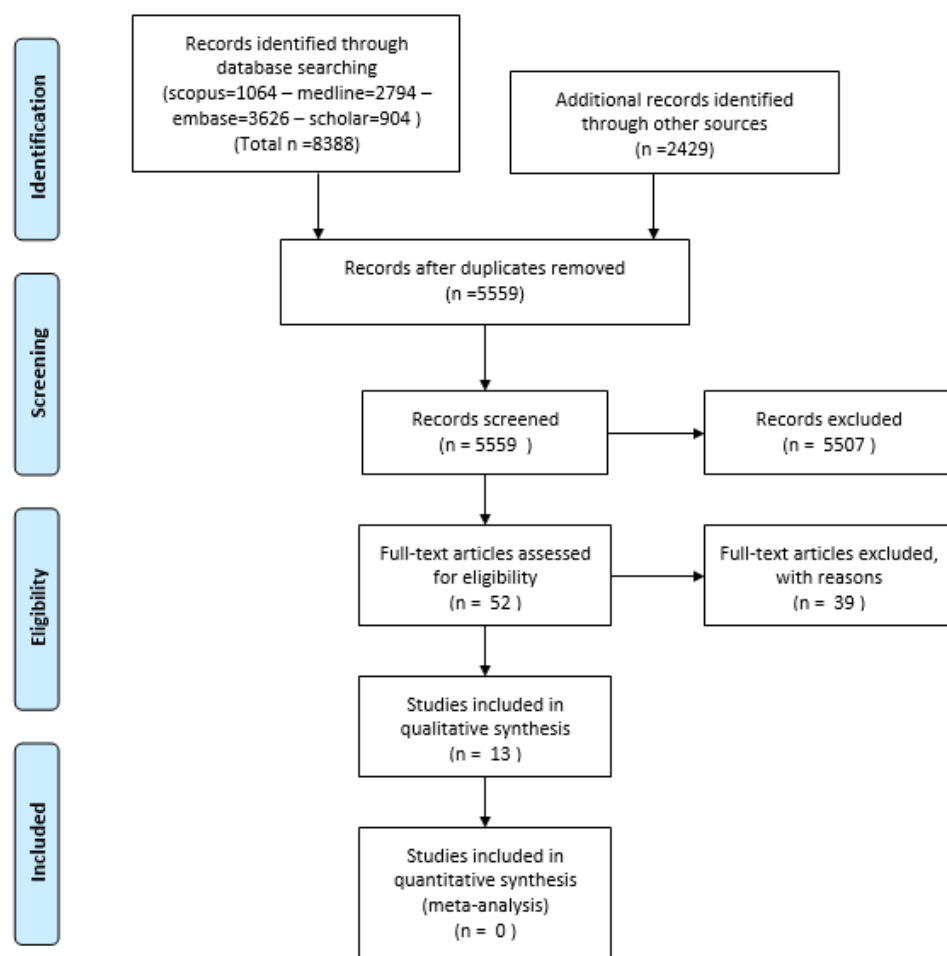 Identification
Records identified through
database searching
(scopus=1064 – medline=2794 –
embase=3626 – scholar=904 )
(Total n =8388)
Additional records identified
through other sources
(n =2429)
Records after duplicates removed
(n =5559)
Screening
Records screened
(n = 5559 )
Records excluded
(n = 5507 )
Eligibility
Full-text articles assessed
for eligibility
(n = 52 )
Full-text articles excluded,
with reasons
(n = 39 )
Studies included in
qualitative synthesis
(n = 13 )
Included
Studies included in
quantitative synthesis
(meta-analysis)
(n = 0 )